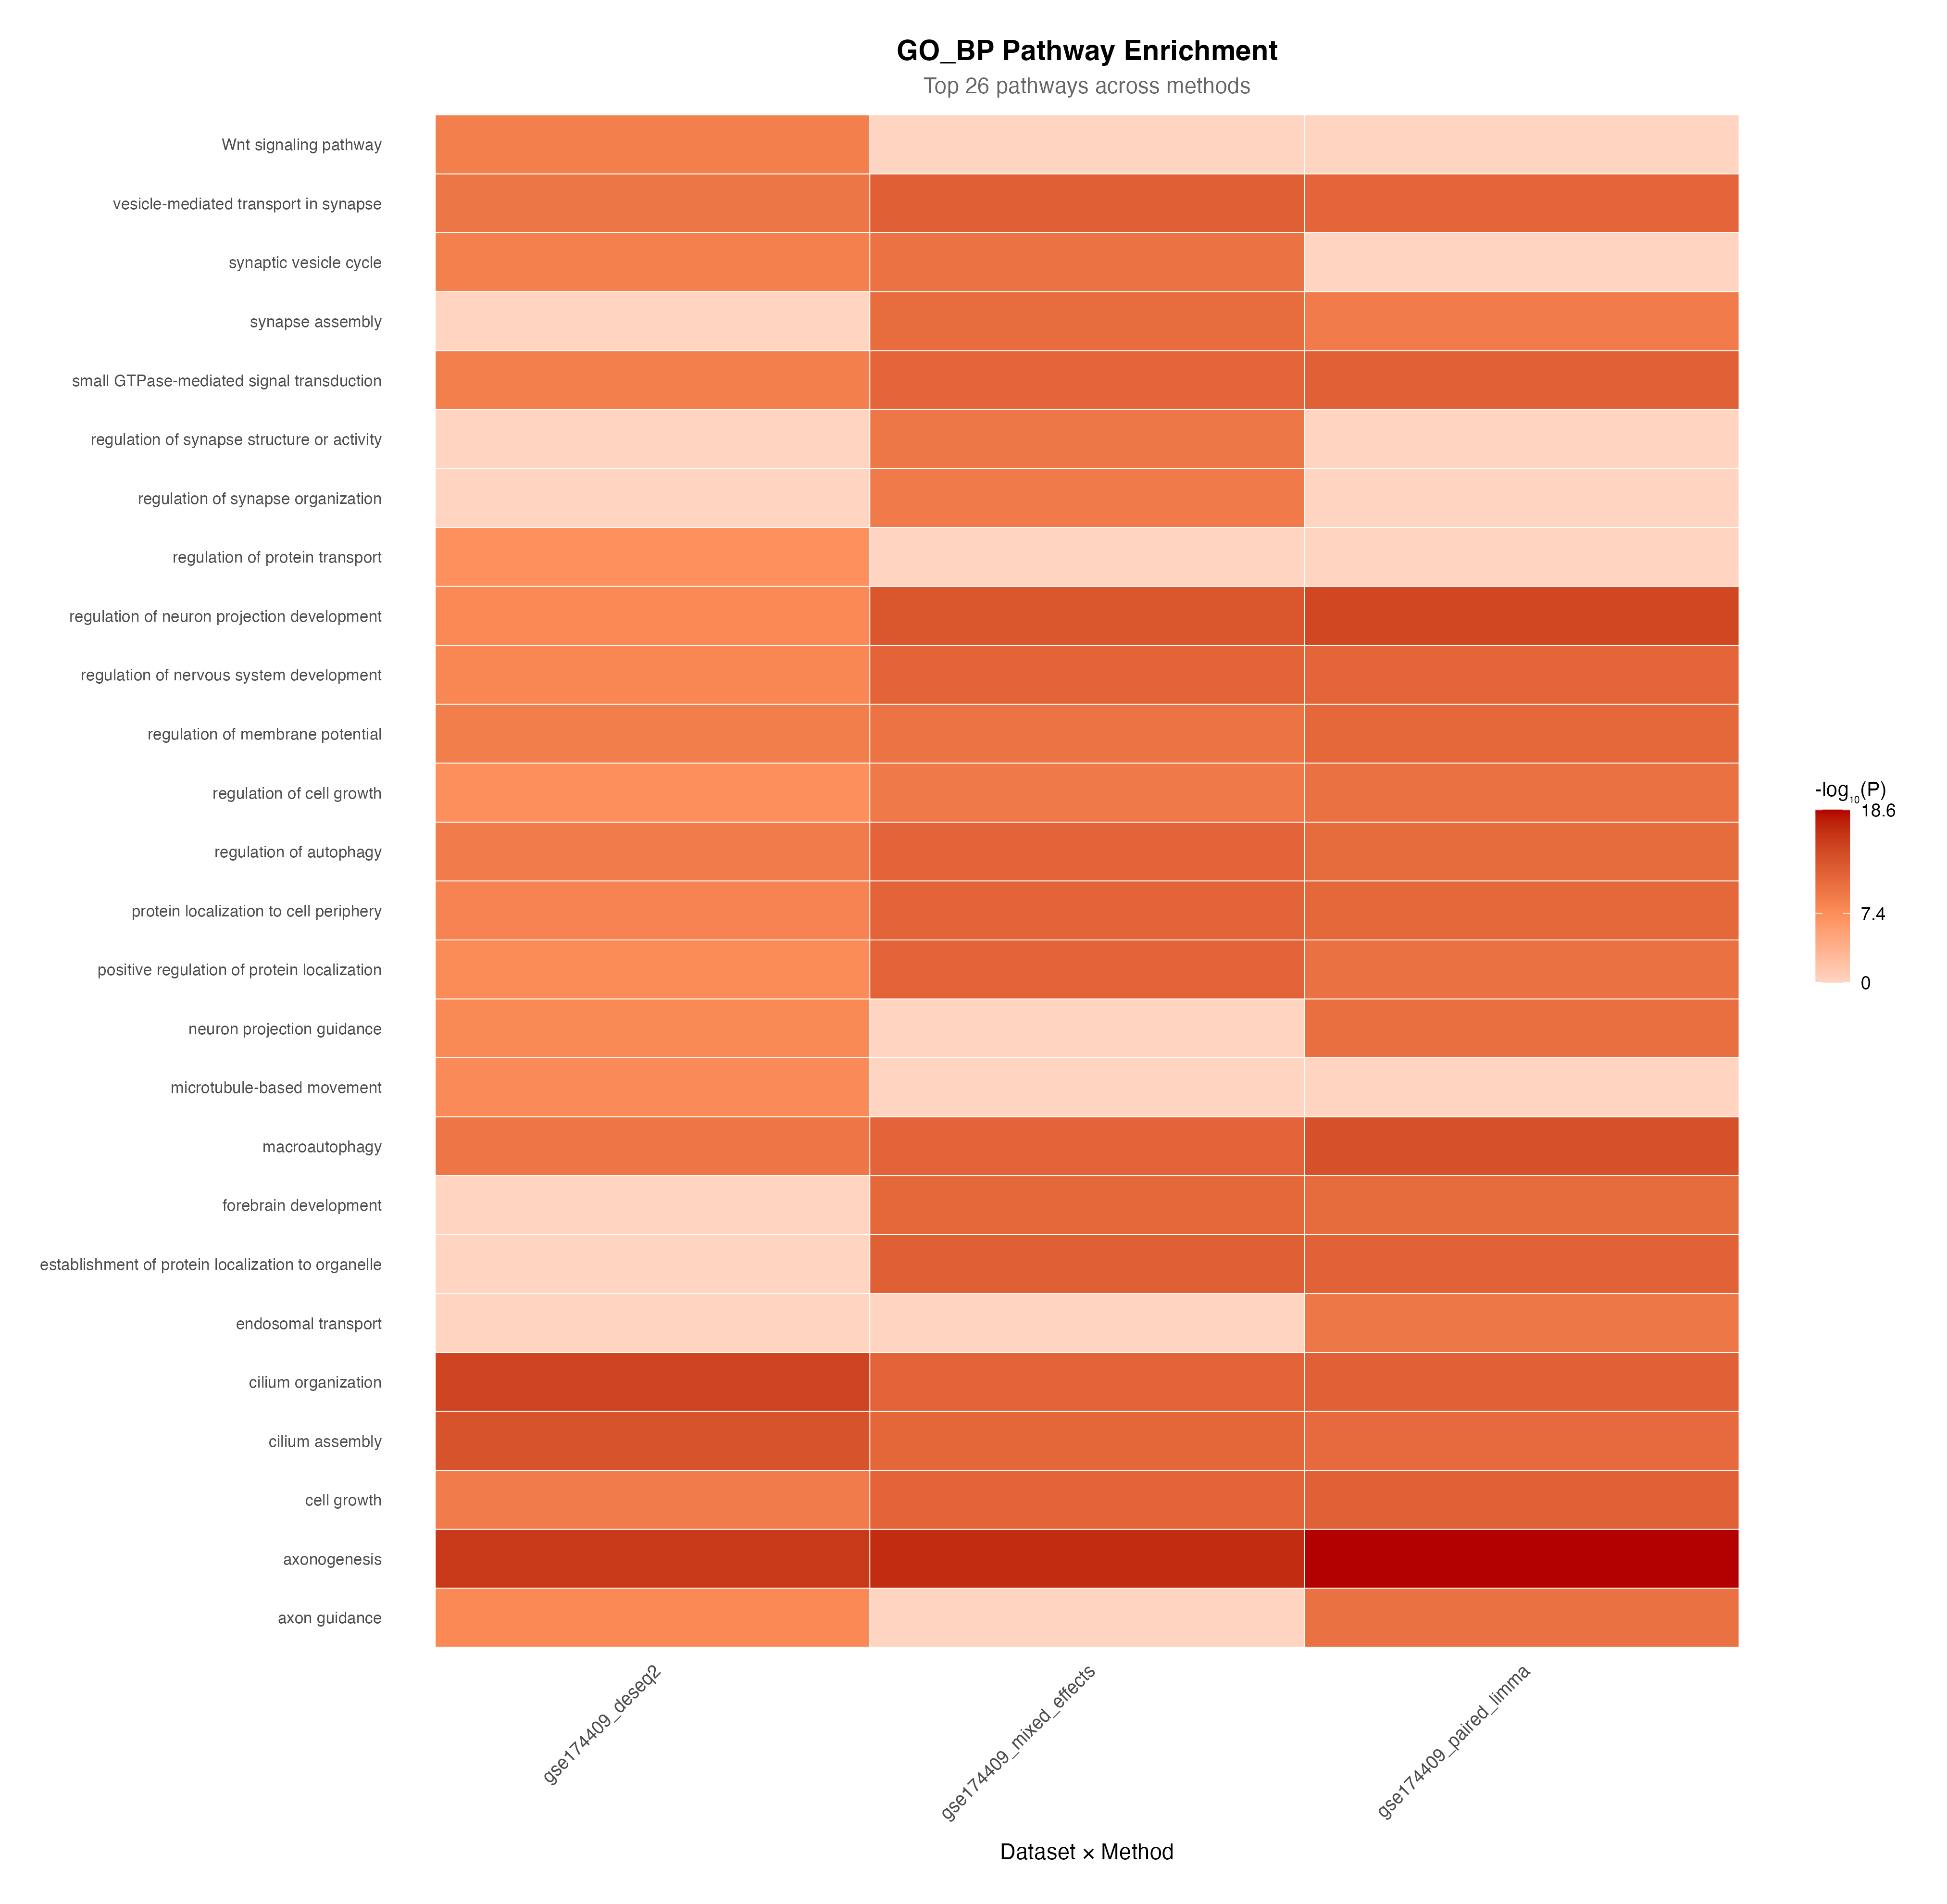 GO_BP Pathway Enrichment
Top 26 pathways across methods
Wnt signaling pathway
vesicle-mediated transport in synapse
synaptic vesicle cycle
synapse assembly
small GTPase-mediated signal transduction
regulation of synapse structure or activity
regulation of synapse organization
regulation of protein transport
regulation of neuron projection development
regulation of nervous system development
regulation of membrane potential
regulation of cell growth
regulation of autophagy
protein localization to cell periphery
positive regulation of protein localization
neuron projection guidance
microtubule-based movement
macroautophagy
forebrain development
establishment of protein localization to organelle
endosomal transport
cilium organization
cilium assembly
cell growth
axonogenesis
axon guidance
-log₁₀(P)
18.6
7.4
0
gse174409_deseq2
gse174409_mixed_effects
gse174409_paired_limma
Dataset × Method